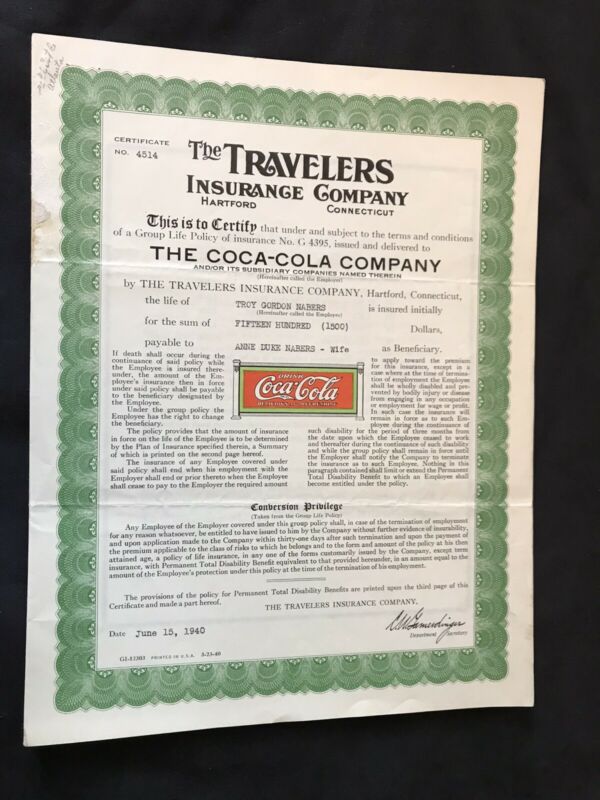 CERTIFICATE
NO. 4514
The TRAVELERS
INSURANCE COMPANY
HARTFORD CONNECTICUT
This is to Certify that under and subject to the terms and conditions
of a Group Life Policy of insurance No. G 4395, issued and delivered to
THE COCA-COLA COMPANY
AND/OR ITS SUBSIDIARY COMPANIES NAMED THEREIN
(Hereinafter called the Employer)
by THE TRAVELERS INSURANCE COMPANY, Hartford, Connecticut,
the life of TROY GORDON NABERS is insured initially
(Hereinafter called the Employee)
for the sum of FIFTEEN HUNDRED (1500) Dollars,
payable to ANNE DUKE NABERS - Wife as Beneficiary.
If death shall occur during the
continuance of said policy while
the Employee is insured there-
under, the amount of the Em-
ployee's insurance then in force
under said policy shall be payable
to the beneficiary designated by
the Employee.
Under the group policy the
Employee has the right to change
the beneficiary.
The policy provides that the amount of insurance
in force on the life of the Employee is to be determined
by the Plan of Insurance specified therein, a Summary
of which is printed on the second page hereof.
The insurance of any Employee covered under
said policy shall end when his employment with the
Employer shall end or prior thereto when the Employee
shall cease to pay to the Employer the required amount
DRINK
Coca-Cola
DELICIOUS AND REFRESHING
to apply toward the premium
for this insurance, except in a
case where at the time of termina-
tion of employment the Employee
shall be wholly disabled and pre-
vented by bodily injury or disease
from engaging in any occupation
or employment for wage or profit.
In such case the insurance will
remain in force as to such Em-
ployee during the continuance of
such disability for the period of three months from
the date upon which the Employee ceased to work
and thereafter during the continuance of such disability
and while the group policy shall remain in force until
the Employer shall notify the Company to terminate
the insurance as to such Employee. Nothing in this
paragraph contained shall limit or extend the Permanent
Total Disability Benefit to which an Employee shall
become entitled under the policy.
Conversion Privilege
(Taken from the Group Life Policy)
Any Employee of the Employer covered under this group policy shall, in case of the termination of employment
for any reason whatsoever, be entitled to have issued to him by the Company without further evidence of insurability,
and upon application made to the Company within thirty-one days after such termination and upon the payment of
the premium applicable to the class of risks to which he belongs and to the form and amount of the policy at his then
attained age, a policy of life insurance, in any one of the forms customarily issued by the Company, except term
insurance, with Permanent Total Disability Benefit equivalent to that provided hereunder, in an amount equal to the
amount of the Employee's protection under this policy at the time of the termination of his employment.
The provisions of the policy for Permanent Total Disability Benefits are printed upon the third page of this
Certificate and made a part hereof.
THE TRAVELERS INSURANCE COMPANY,
Date June 15, 1940
Department Secretary
GL-81303 PRINTED IN U.S.A. 3-23-40